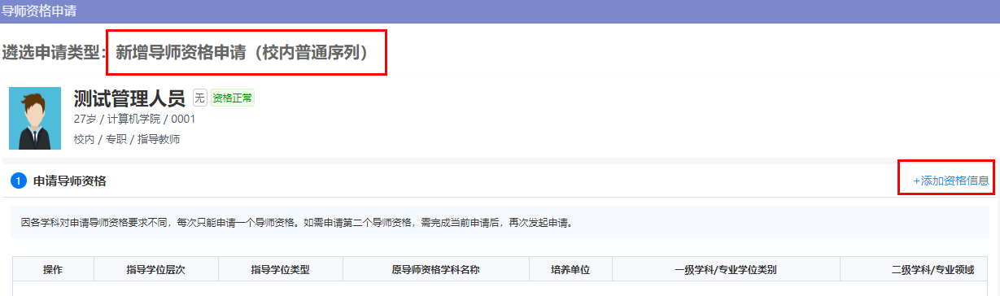 导师资格申请
遴选申请类型：新增导师资格申请（校内普通序列）
测试管理人员 无 资格正常
27岁 / 计算机学院 / 0001
校内 / 专职 / 指导教师
1 申请导师资格 +添加资格信息
因各学科对申请导师资格要求不同，每次只能申请一个导师资格。如需申请第二个导师资格，需完成当前申请后，再次发起申请。
操作 指导学位层次 指导学位类型 原导师资格学科名称 培养单位 一级学科/专业学位类别 二级学科/专业领域